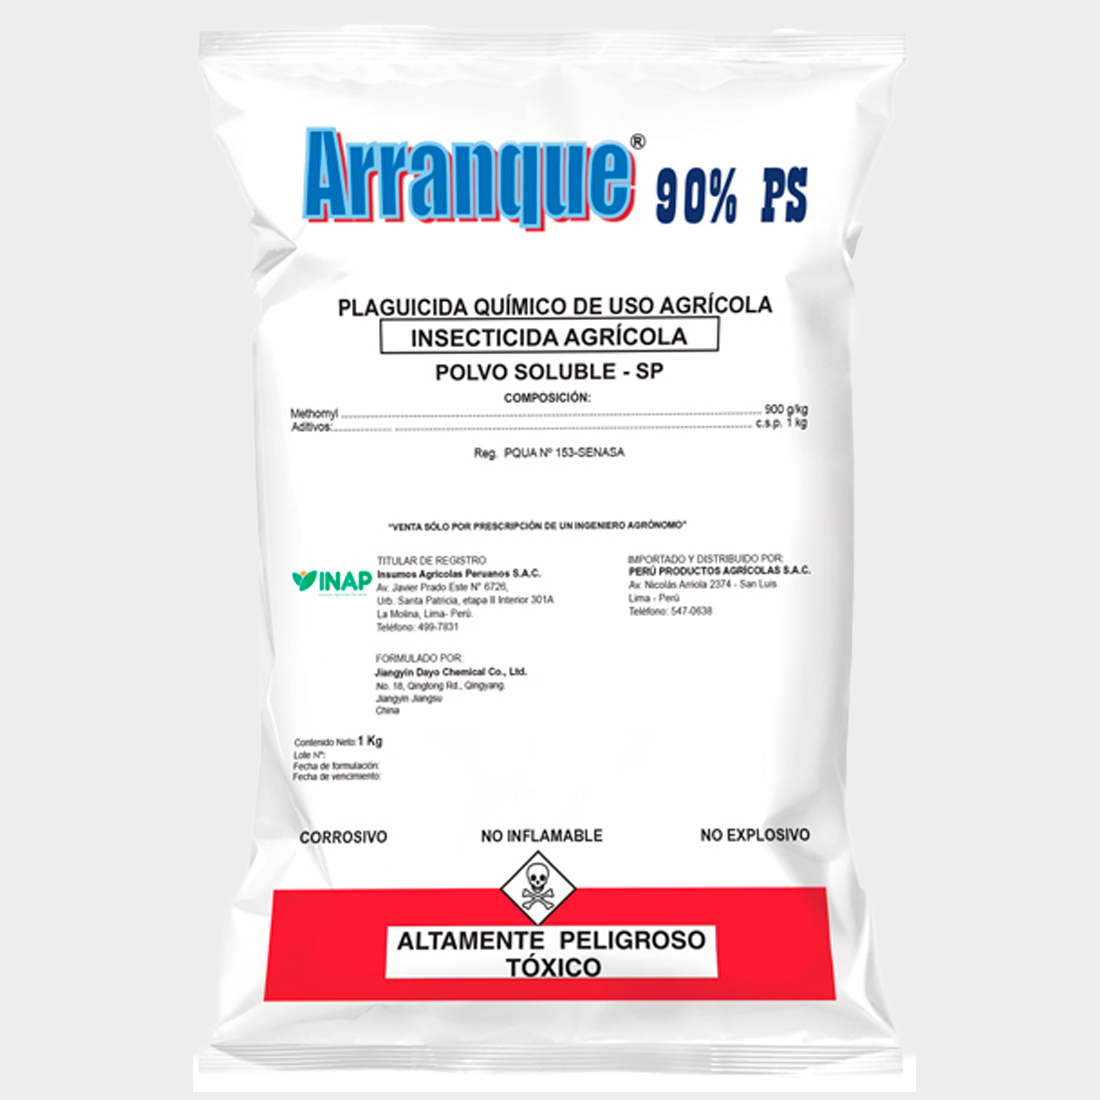 Arranque® 90% PS
PLAGUICIDA QUÍMICO DE USO AGRÍCOLA
INSECTICIDA AGRÍCOLA
POLVO SOLUBLE - SP
COMPOSICIÓN:
Methomyl ........................................ 900 g/kg
Aditivos:........................................ c.s.p. 1 kg
Reg. PQUA Nº 153-SENASA
"VENTA SÓLO POR PRESCRIPCIÓN DE UN INGENIERO AGRÓNOMO"
INAP
TITULAR DE REGISTRO
Insumos Agrícolas Peruanos S.A.C.
Av. Javier Prado Este N° 6726,
Urb. Santa Patricia, etapa II Interior 301A
La Molina, Lima- Perú.
Teléfono: 499-7831
IMPORTADO Y DISTRIBUIDO POR:
PERÚ PRODUCTOS AGRÍCOLAS S.A.C.
Av. Nicolás Arriola 2374 - San Luis
Lima - Perú
Teléfono: 547-0638
FORMULADO POR:
Jiangyin Dayo Chemical Co., Ltd.
No. 18, Qingtong Rd., Qingyang.
Jiangyin Jiangsu
China
Contenido Neto: 1 Kg
Lote Nº:
Fecha de formulación:
Fecha de vencimiento:
CORROSIVO NO INFLAMABLE NO EXPLOSIVO
ALTAMENTE PELIGROSO
TÓXICO